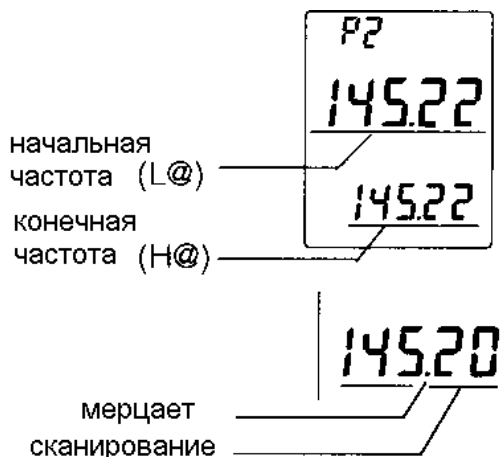 P2
145.22
начальная
частота (L@)
145.22
конечная
частота (H@)
145.20
мерцает
сканирование